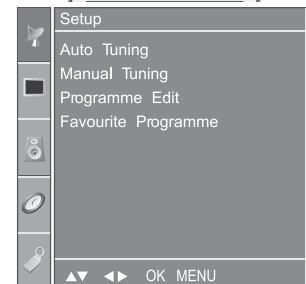 Setup
Auto Tuning
Manual Tuning
Programme Edit
Favourite Programme
▲▼ ◀▶ OK MENU